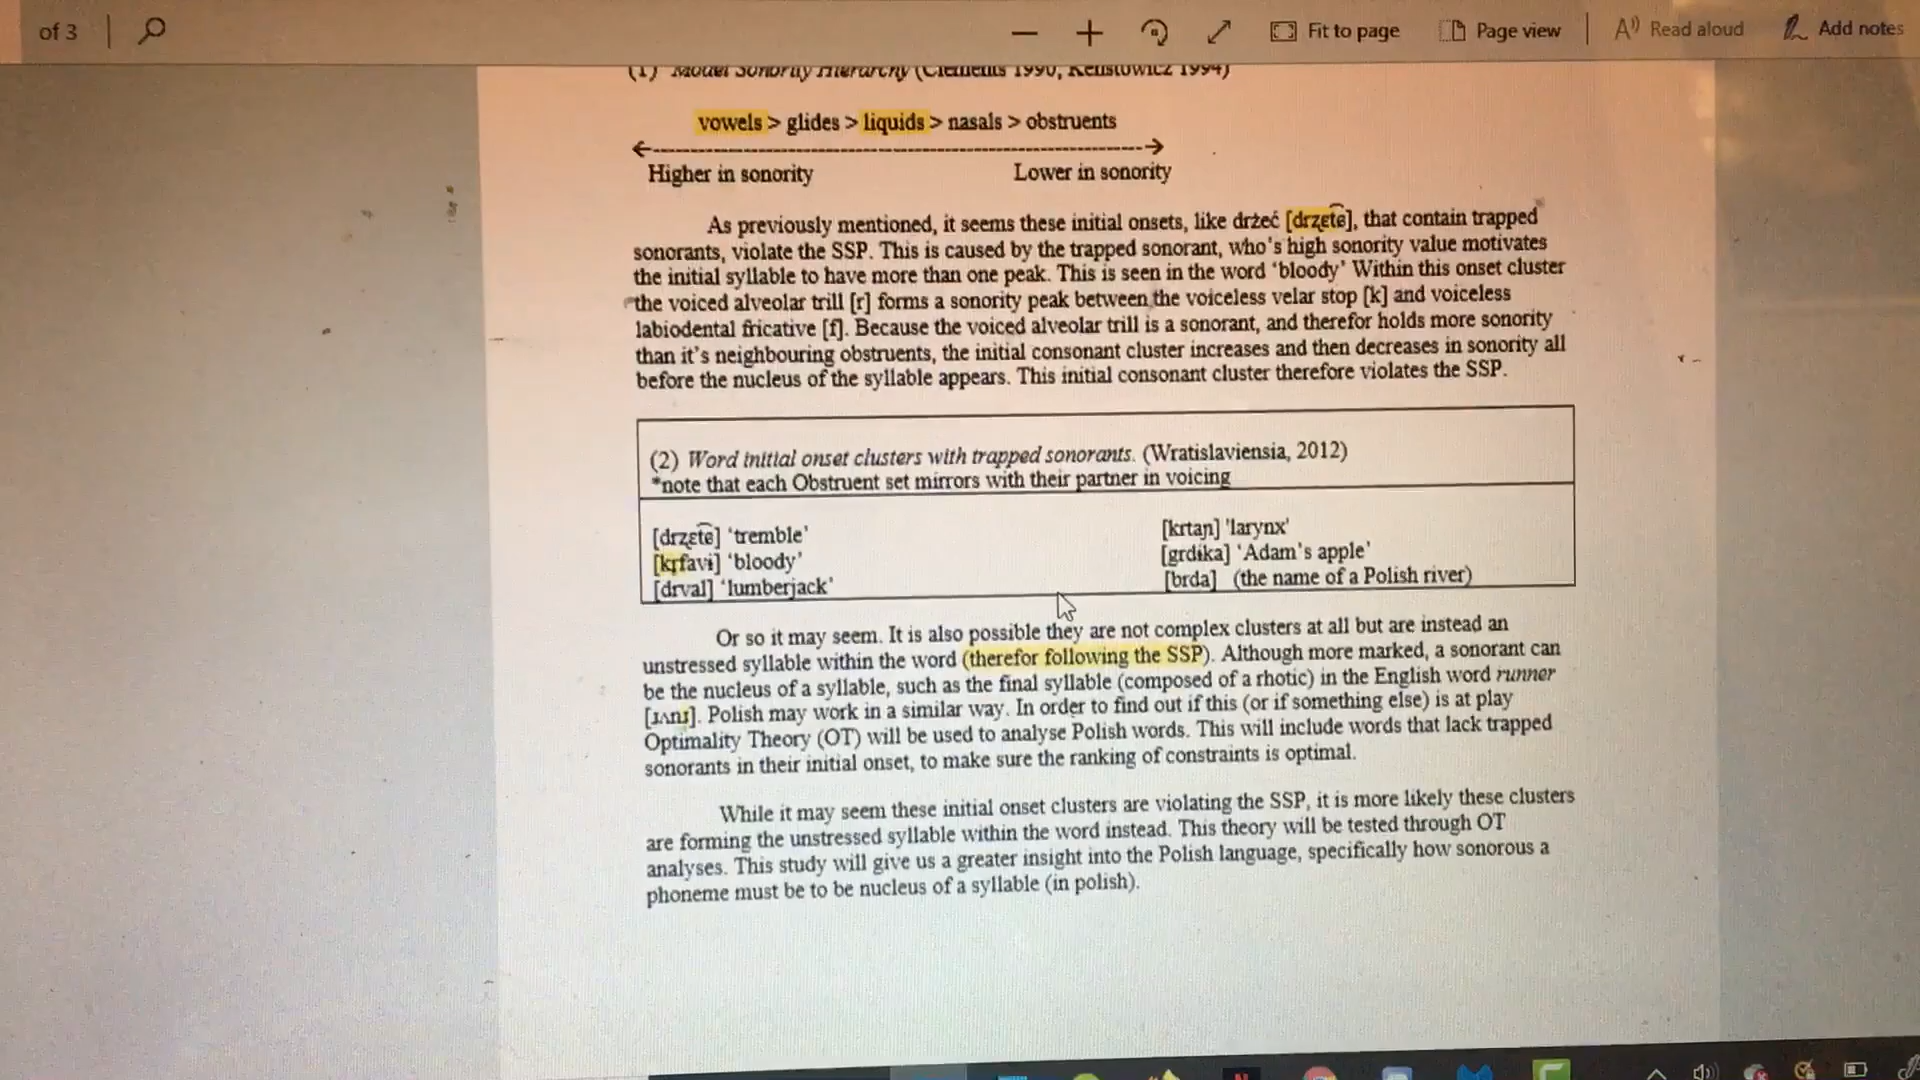 of 3
Fit to page
Page view
Read aloud
Add notes
(1) Model Sonority Hierarchy (Clements 1990, Kenstowicz 1994)
vowels > glides > liquids > nasals > obstruents
Higher in sonority Lower in sonority
As previously mentioned, it seems these initial onsets, like drżeć [drʐɛt͡ɕ], that contain trapped
sonorants, violate the SSP. This is caused by the trapped sonorant, who's high sonority value motivates
the initial syllable to have more than one peak. This is seen in the word 'bloody' Within this onset cluster
the voiced alveolar trill [r] forms a sonority peak between the voiceless velar stop [k] and voiceless
labiodental fricative [f]. Because the voiced alveolar trill is a sonorant, and therefor holds more sonority
than it's neighbouring obstruents, the initial consonant cluster increases and then decreases in sonority all
before the nucleus of the syllable appears. This initial consonant cluster therefore violates the SSP.
(2) Word initial onset clusters with trapped sonorants. (Wratislaviensia, 2012)
*note that each Obstruent set mirrors with their partner in voicing
[drʐɛt͡ɕ] 'tremble' [krtaɲ] 'larynx'
[kr̩favɨ] 'bloody' [grdɨka] 'Adam's apple'
[drval] 'lumberjack' [brda] (the name of a Polish river)
Or so it may seem. It is also possible they are not complex clusters at all but are instead an
unstressed syllable within the word (therefor following the SSP). Although more marked, a sonorant can
be the nucleus of a syllable, such as the final syllable (composed of a rhotic) in the English word runner
[ɹʌnɹ̩]. Polish may work in a similar way. In order to find out if this (or if something else) is at play
Optimality Theory (OT) will be used to analyse Polish words. This will include words that lack trapped
sonorants in their initial onset, to make sure the ranking of constraints is optimal.
While it may seem these initial onset clusters are violating the SSP, it is more likely these clusters
are forming the unstressed syllable within the word instead. This theory will be tested through OT
analyses. This study will give us a greater insight into the Polish language, specifically how sonorous a
phoneme must be to be nucleus of a syllable (in polish).